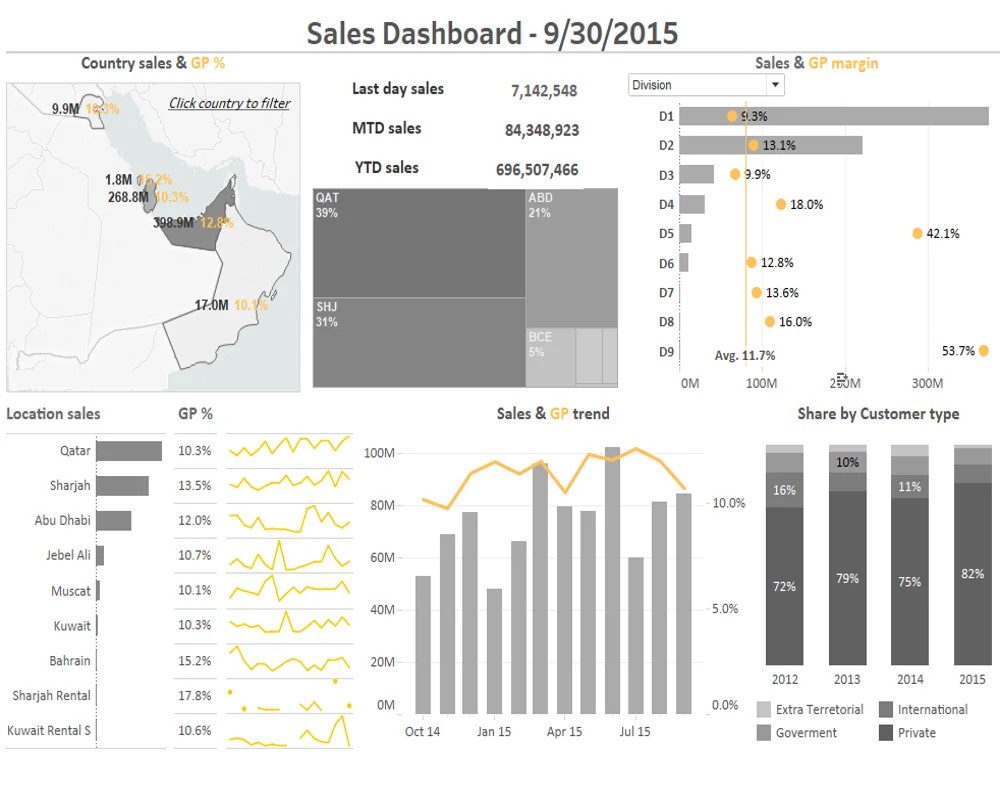 Sales Dashboard - 9/30/2015
Country sales & GP %
Click country to filter
9.9M 10.3%
1.8M 15.2%
268.8M 10.3%
398.9M 12.8%
17.0M 10.1%
Last day sales 7,142,548
MTD sales 84,348,923
YTD sales 696,507,466
QAT
39%
ABD
21%
SHJ
31%
BCE
5%
Sales & GP margin
Division
D1 9.3%
D2 13.1%
D3 9.9%
D4 18.0%
D5 42.1%
D6 12.8%
D7 13.6%
D8 16.0%
D9 53.7%
Avg. 11.7%
0M 100M 200M 300M
Location sales GP %
Qatar 10.3%
Sharjah 13.5%
Abu Dhabi 12.0%
Jebel Ali 10.7%
Muscat 10.1%
Kuwait 10.3%
Bahrain 15.2%
Sharjah Rental 17.8%
Kuwait Rental S 10.6%
Sales & GP trend
100M
80M
60M
40M
20M
0M
10.0%
5.0%
0.0%
Oct 14 Jan 15 Apr 15 Jul 15
Share by Customer type
16% 10% 11%
72% 79% 75% 82%
2012 2013 2014 2015
Extra Terretorial International
Goverment Private